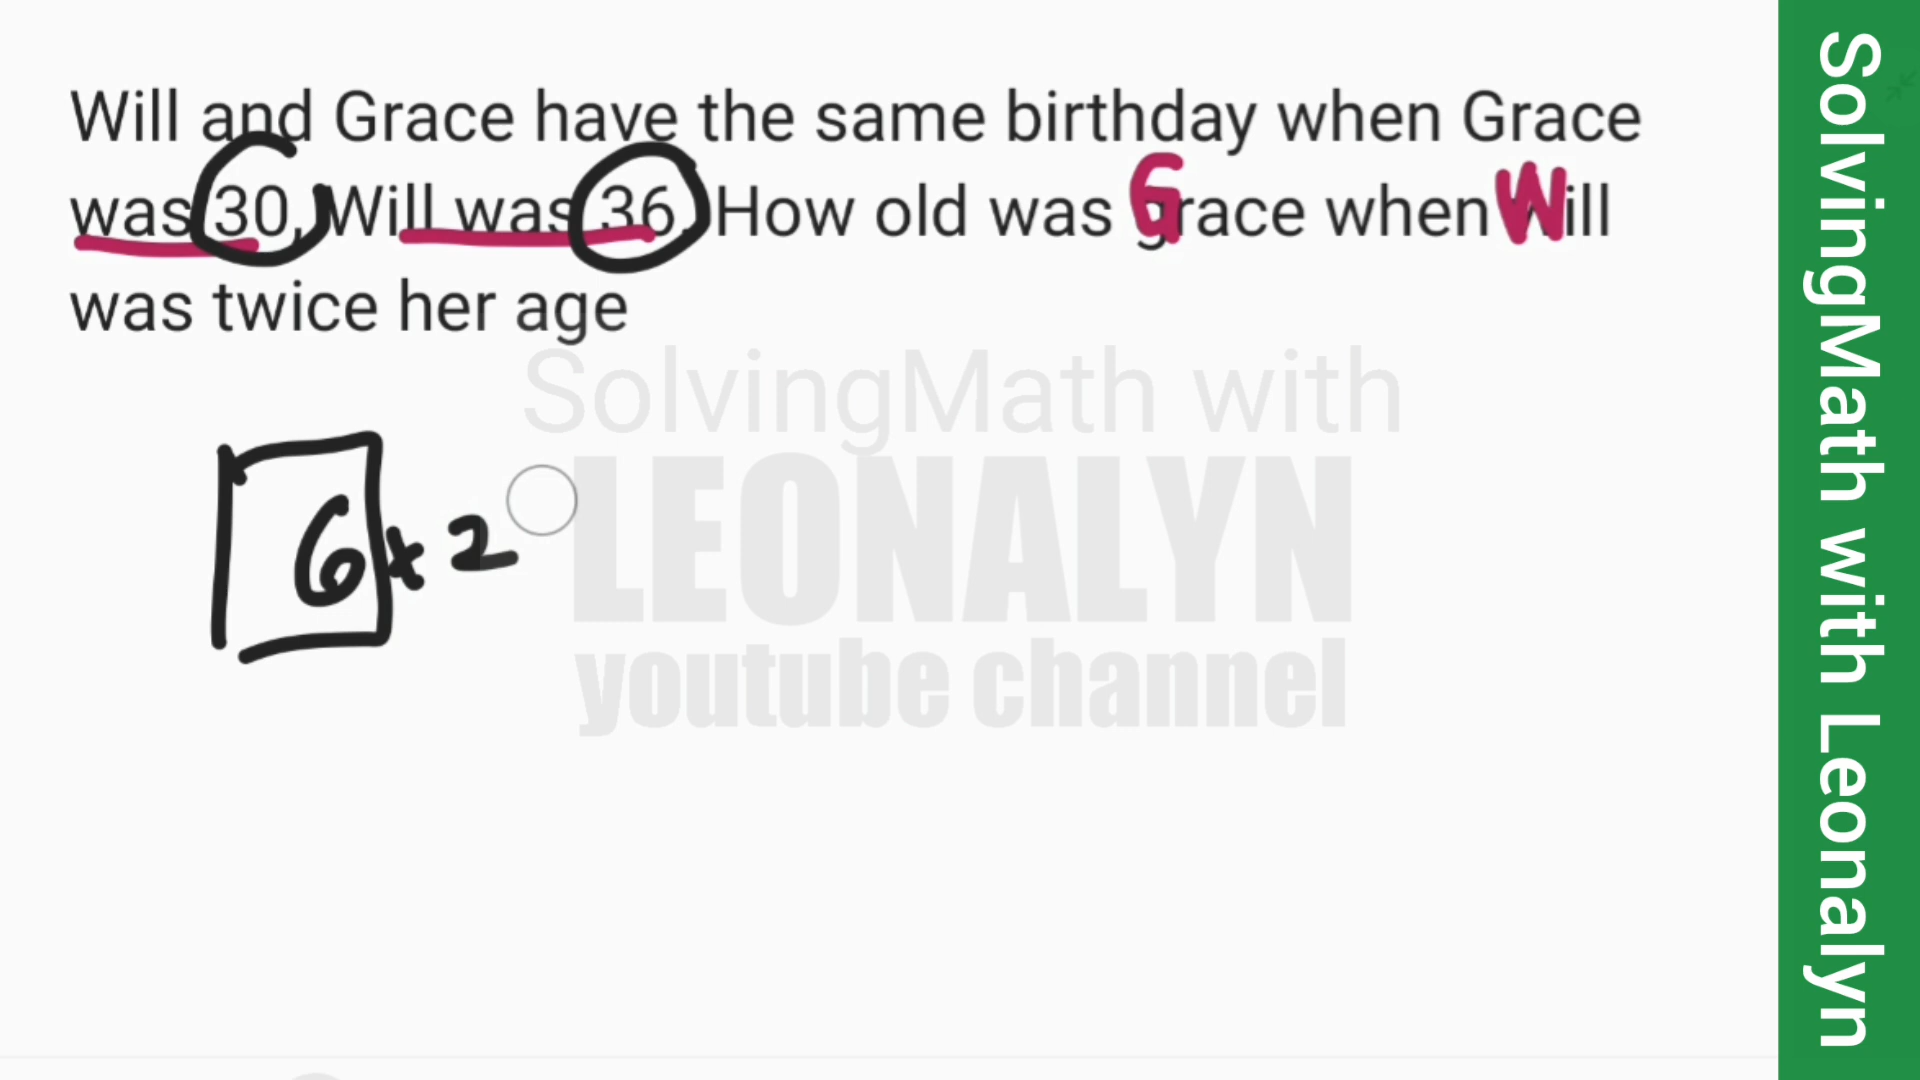 Will and Grace have the same birthday when Grace
was 30, Will was 36. How old was Grace when Will
was twice her age
SolvingMath with
LEONALYN
youtube channel
6 x 2
SolvingMath with Leonalyn